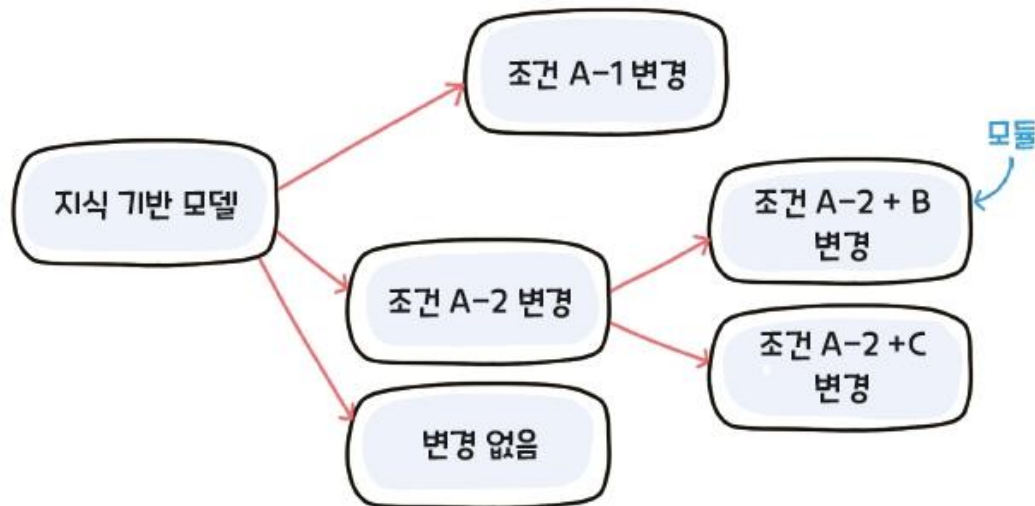 조건 A-1 변경
모듈
지식 기반 모델
조건 A-2 + B
변경
조건 A-2 변경
조건 A-2 +C
변경
변경 없음